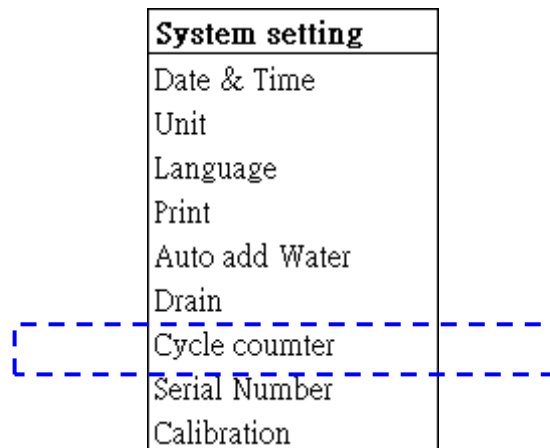 System setting
Date & Time
Unit
Language
Print
Auto add Water
Drain
Cycle coumter
Serial Number
Calibration